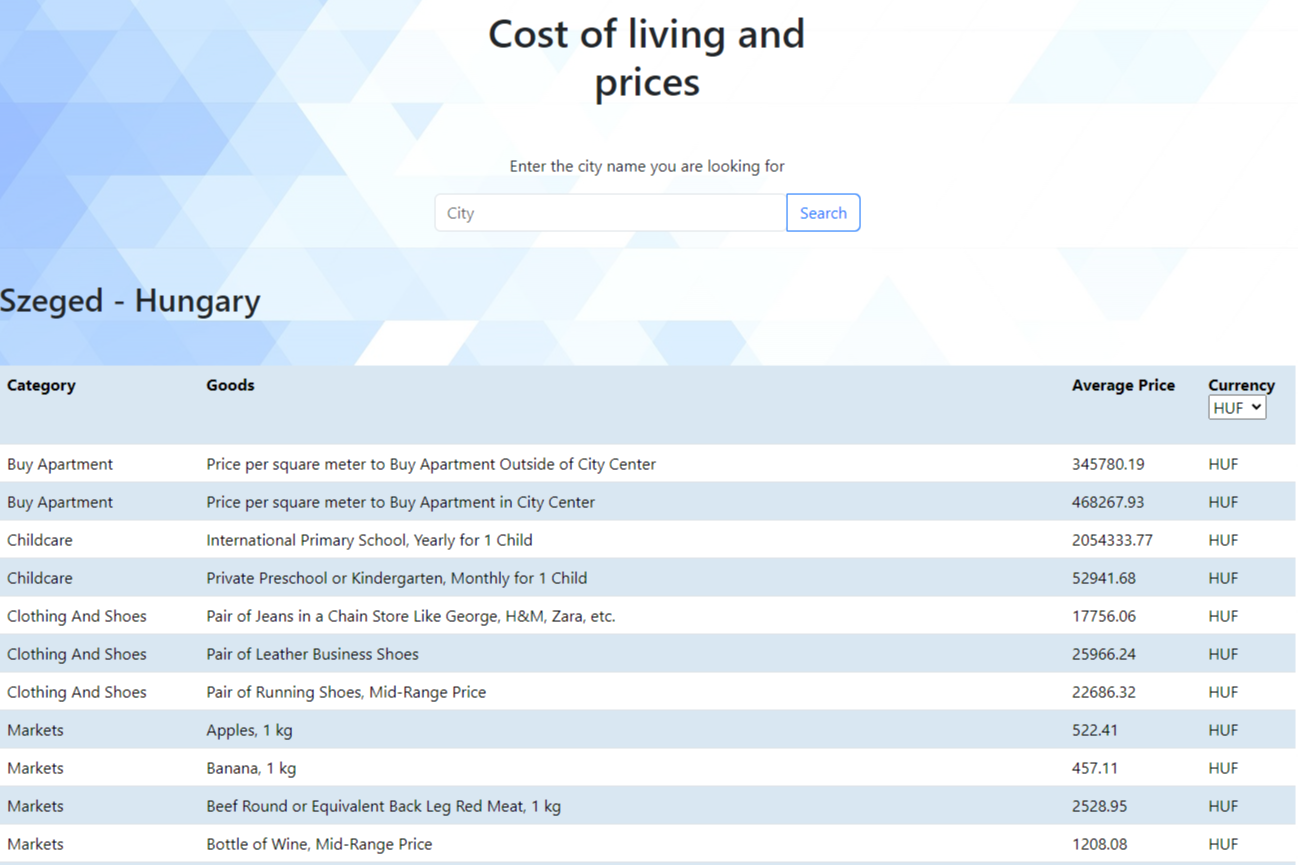 Cost of living and
prices
Enter the city name you are looking for
City Search
Szeged - Hungary
Category Goods Average Price Currency
HUF
Buy Apartment Price per square meter to Buy Apartment Outside of City Center 345780.19 HUF
Buy Apartment Price per square meter to Buy Apartment in City Center 468267.93 HUF
Childcare International Primary School, Yearly for 1 Child 2054333.77 HUF
Childcare Private Preschool or Kindergarten, Monthly for 1 Child 52941.68 HUF
Clothing And Shoes Pair of Jeans in a Chain Store Like George, H&M, Zara, etc. 17756.06 HUF
Clothing And Shoes Pair of Leather Business Shoes 25966.24 HUF
Clothing And Shoes Pair of Running Shoes, Mid-Range Price 22686.32 HUF
Markets Apples, 1 kg 522.41 HUF
Markets Banana, 1 kg 457.11 HUF
Markets Beef Round or Equivalent Back Leg Red Meat, 1 kg 2528.95 HUF
Markets Bottle of Wine, Mid-Range Price 1208.08 HUF